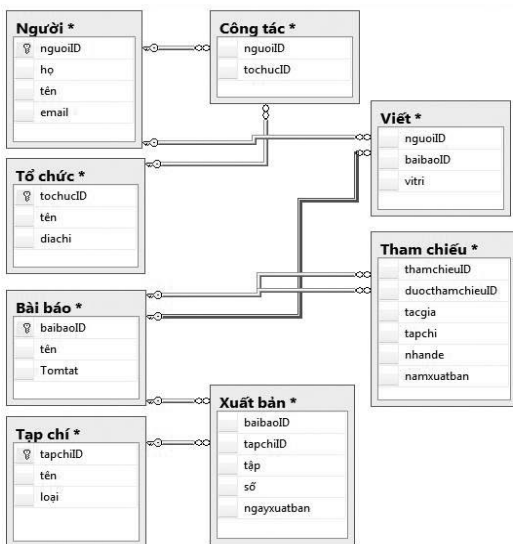 Người *
nguoiID
họ
tên
email
Công tác *
nguoiID
tochucID
Viết *
nguoiID
baibaoID
vitri
Tổ chức *
tochucID
tên
diachi
Tham chiếu *
thamchieuID
duocthamchieuID
tacgia
tapchi
nhande
namxuatban
Bài báo *
baibaoID
tên
Tomtat
Xuất bản *
baibaoID
tapchiID
tập
số
ngayxuatban
Tạp chí *
tapchiID
tên
loại